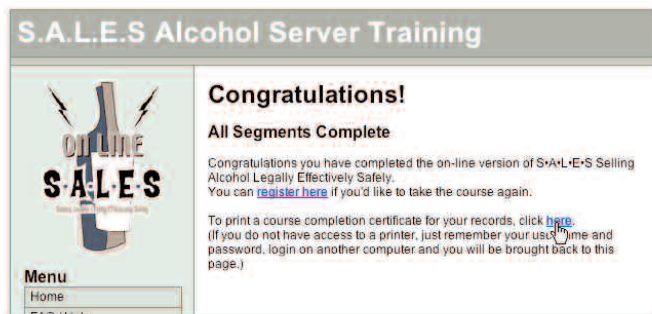 S.A.L.E.S Alcohol Server Training
ON LINE
S·A·L·E·S
Menu
Home
Congratulations!
All Segments Complete
Congratulations you have completed the on-line version of S•A•L•E•S Selling
Alcohol Legally Effectively Safely.
You can register here if you'd like to take the course again.
To print a course completion certificate for your records, click here.
(If you do not have access to a printer, just remember your username and
password, login on another computer and you will be brought back to this
page.)